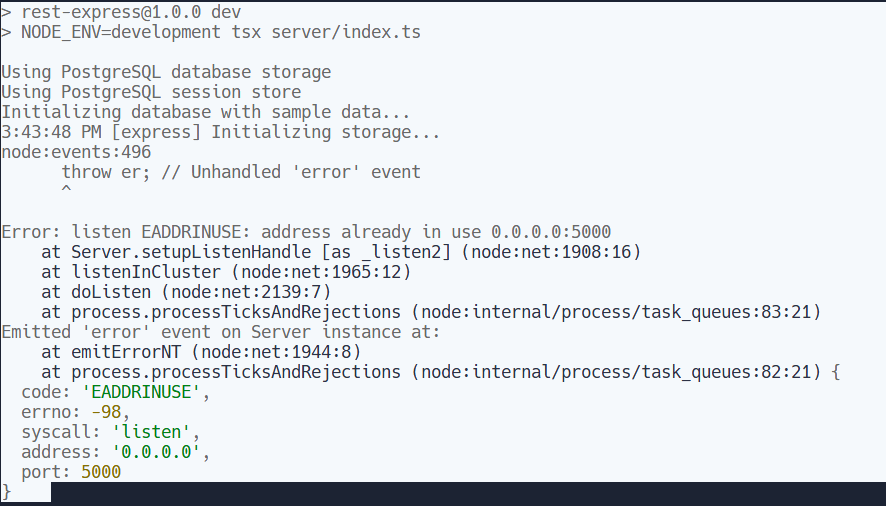 > rest-express@1.0.0 dev
> NODE_ENV=development tsx server/index.ts
Using PostgreSQL database storage
Using PostgreSQL session store
Initializing database with sample data...
3:43:48 PM [express] Initializing storage...
node:events:496
      throw er; // Unhandled 'error' event
      ^
Error: listen EADDRINUSE: address already in use 0.0.0.0:5000
    at Server.setupListenHandle [as _listen2] (node:net:1908:16)
    at listenInCluster (node:net:1965:12)
    at doListen (node:net:2139:7)
    at process.processTicksAndRejections (node:internal/process/task_queues:83:21)
Emitted 'error' event on Server instance at:
    at emitErrorNT (node:net:1944:8)
    at process.processTicksAndRejections (node:internal/process/task_queues:82:21) {
  code: 'EADDRINUSE',
  errno: -98,
  syscall: 'listen',
  address: '0.0.0.0',
  port: 5000
}